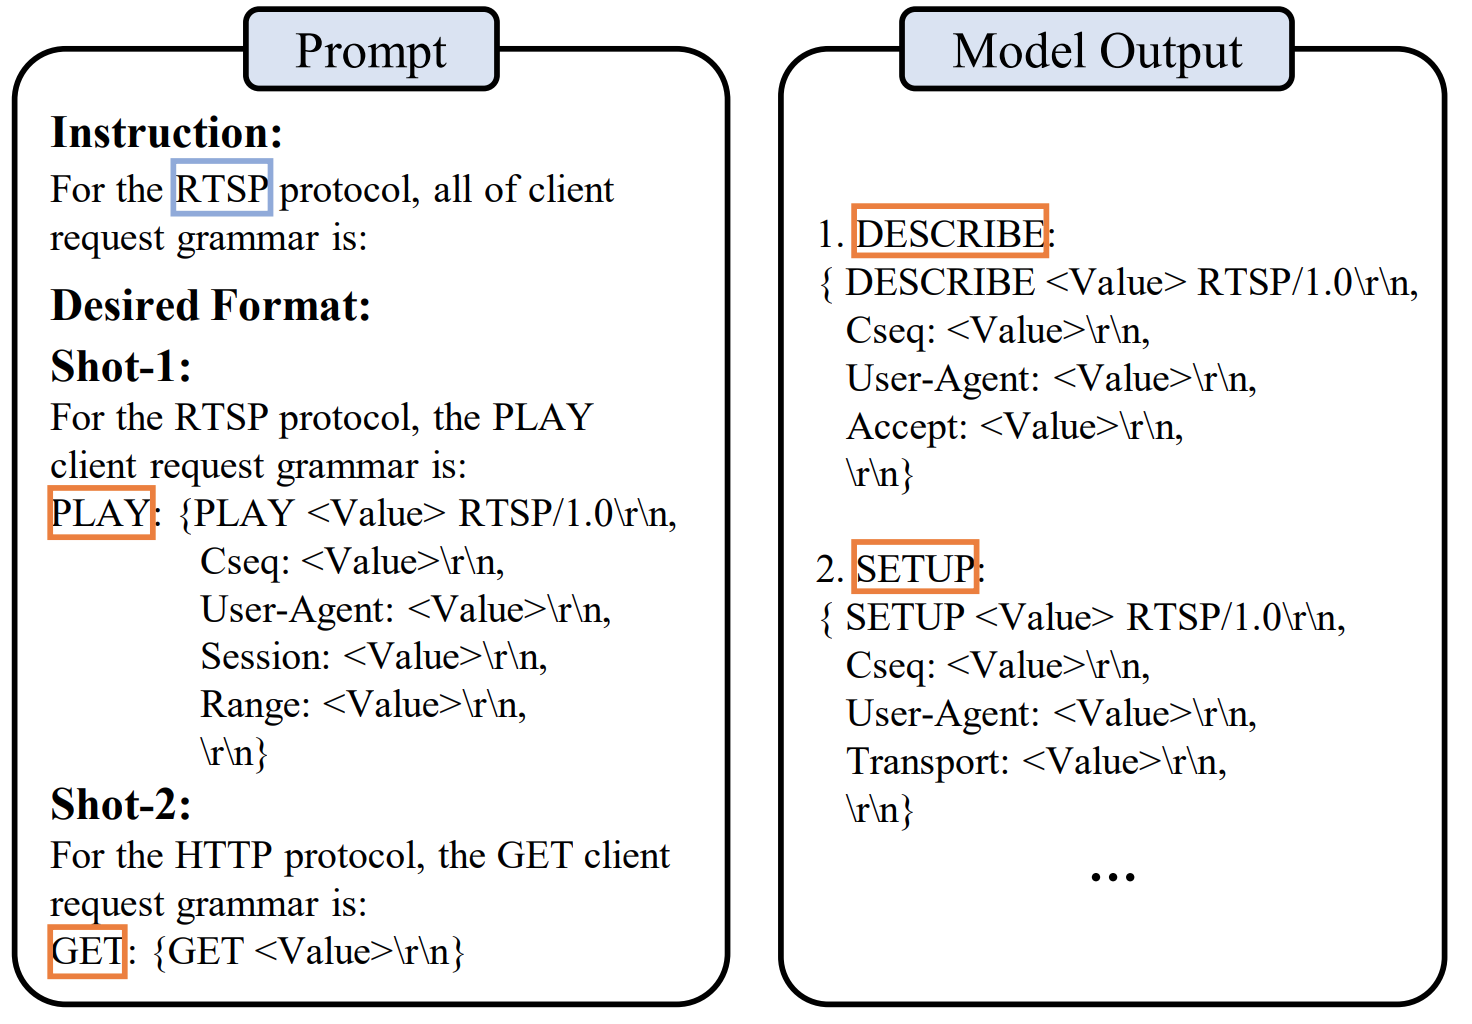 Prompt
Instruction:
For the RTSP protocol, all of client
request grammar is:
Desired Format:
Shot-1:
For the RTSP protocol, the PLAY
client request grammar is:
PLAY: {PLAY <Value> RTSP/1.0\r\n,
Cseq: <Value>\r\n,
User-Agent: <Value>\r\n,
Session: <Value>\r\n,
Range: <Value>\r\n,
\r\n}
Shot-2:
For the HTTP protocol, the GET client
request grammar is:
GET: {GET <Value>\r\n}
Model Output
1. DESCRIBE:
{ DESCRIBE <Value> RTSP/1.0\r\n,
Cseq: <Value>\r\n,
User-Agent: <Value>\r\n,
Accept: <Value>\r\n,
\r\n}
2. SETUP:
{ SETUP <Value> RTSP/1.0\r\n,
Cseq: <Value>\r\n,
User-Agent: <Value>\r\n,
Transport: <Value>\r\n,
\r\n}
...